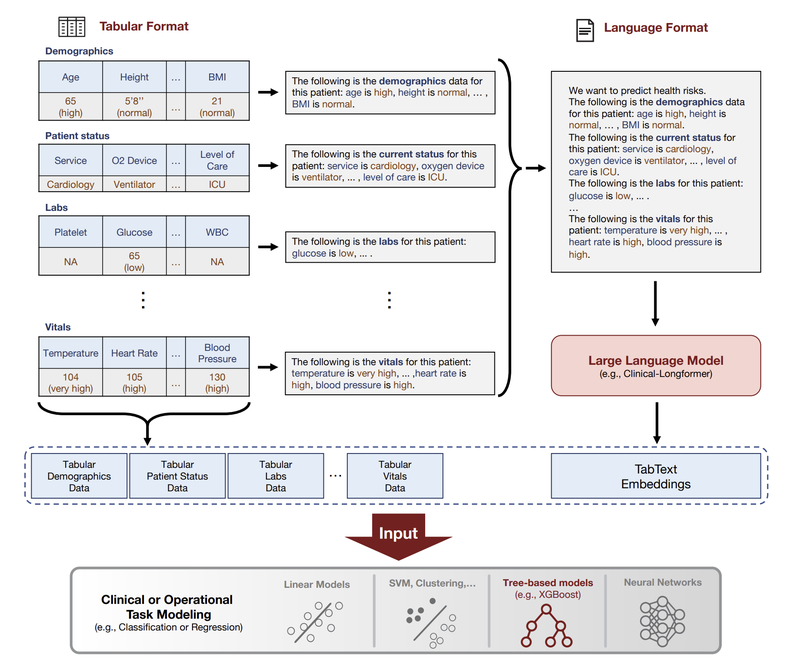 Tabular Format
Demographics
Age Height … BMI
65 (high) 5'8'' (normal) … 21 (normal)
The following is the demographics data for
this patient: age is high, height is normal, … ,
BMI is normal.
Patient status
Service O2 Device … Level of Care
Cardiology Ventilator … ICU
The following is the current status for this
patient: service is cardiology, oxygen device
is ventilator, ... , level of care is ICU.
Labs
Platelet Glucose … WBC
NA 65 (low) … NA
The following is the labs for this patient:
glucose is low, ... .
Vitals
Temperature Heart Rate … Blood Pressure
104 (very high) 105 (high) … 130 (high)
The following is the vitals for this patient:
temperature is very high, ... ,heart rate is
high, blood pressure is high.
Language Format
We want to predict health risks.
The following is the demographics data
for this patient: age is high, height is
normal, … , BMI is normal.
The following is the current status for
this patient: service is cardiology,
oxygen device is ventilator, ... , level of
care is ICU.
The following is the labs for this patient:
glucose is low, ... .
…
The following is the vitals for this
patient: temperature is very high, ... ,
heart rate is high, blood pressure is
high.
Large Language Model
(e.g., Clinical-Longformer)
Tabular
Demographics
Data
Tabular
Patient Status
Data
Tabular
Labs
Data
…
Tabular
Vitals
Data
TabText
Embeddings
Input
Clinical or Operational
Task Modeling
(e.g., Classification or Regression)
Linear Models
SVM, Clustering,…
Tree-based models
(e.g., XGBoost)
Neural Networks